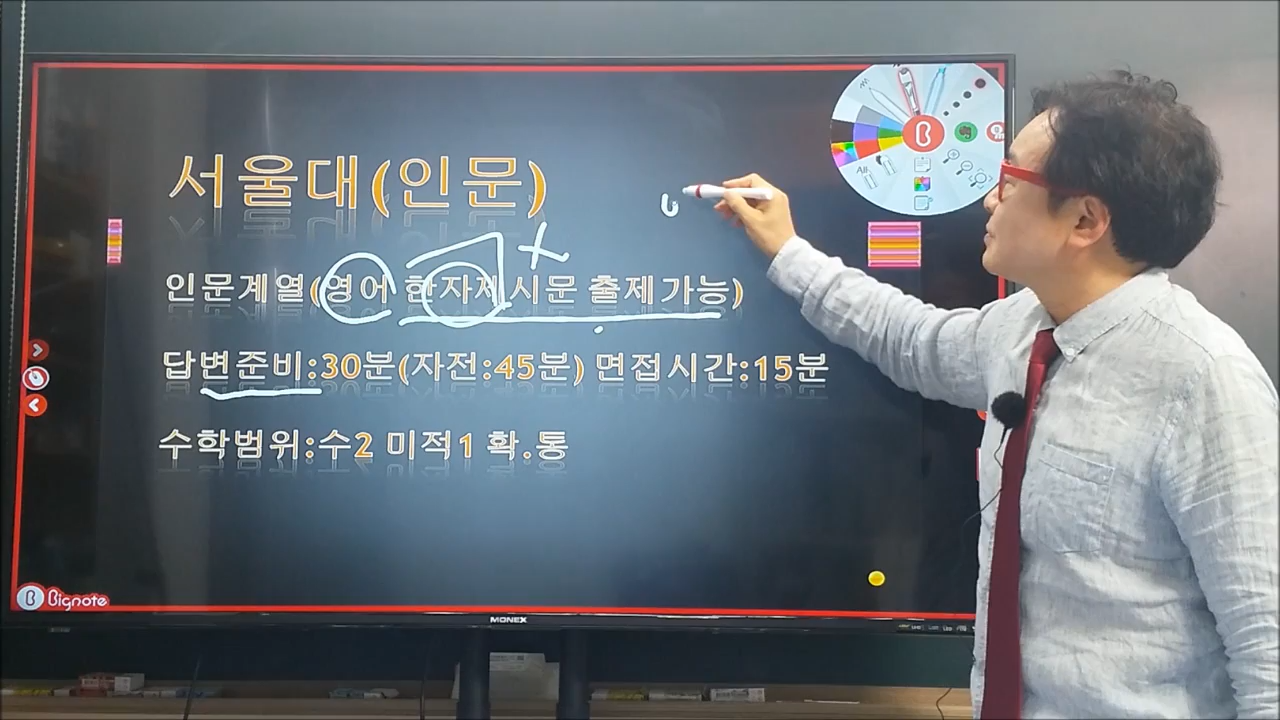 서울대(인문)
인문계열(영어 한자제시문 출제가능)
답변준비:30분(자전:45분) 면접시간:15분
수학범위:수2 미적1 확.통
Bignote
MONEX